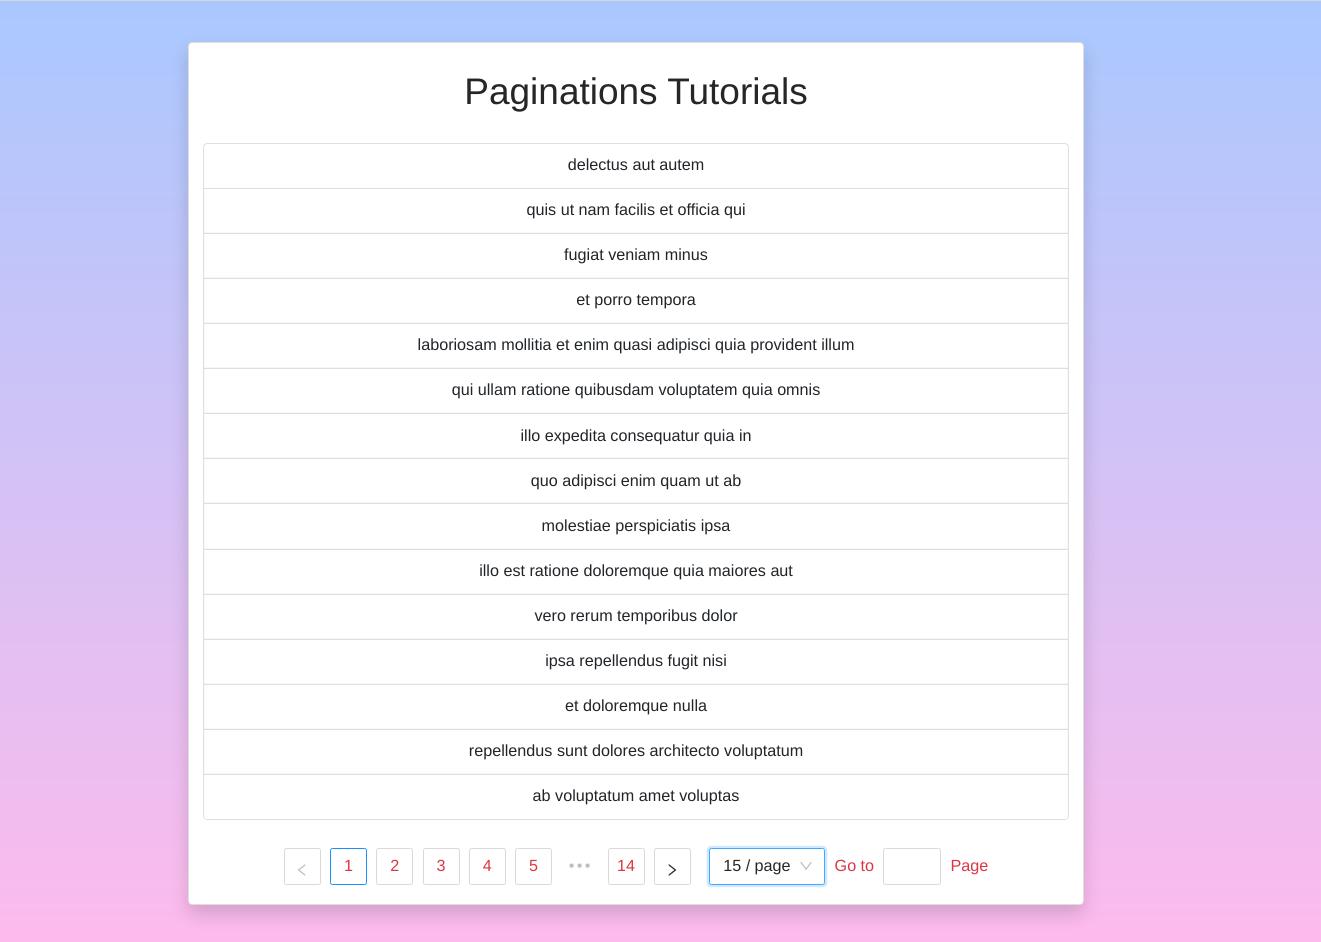 Paginations Tutorials
delectus aut autem
quis ut nam facilis et officia qui
fugiat veniam minus
et porro tempora
laboriosam mollitia et enim quasi adipisci quia provident illum
qui ullam ratione quibusdam voluptatem quia omnis
illo expedita consequatur quia in
quo adipisci enim quam ut ab
molestiae perspiciatis ipsa
illo est ratione doloremque quia maiores aut
vero rerum temporibus dolor
ipsa repellendus fugit nisi
et doloremque nulla
repellendus sunt dolores architecto voluptatum
ab voluptatum amet voluptas
< 1 2 3 4 5 ••• 14 > 15 / page Go to Page